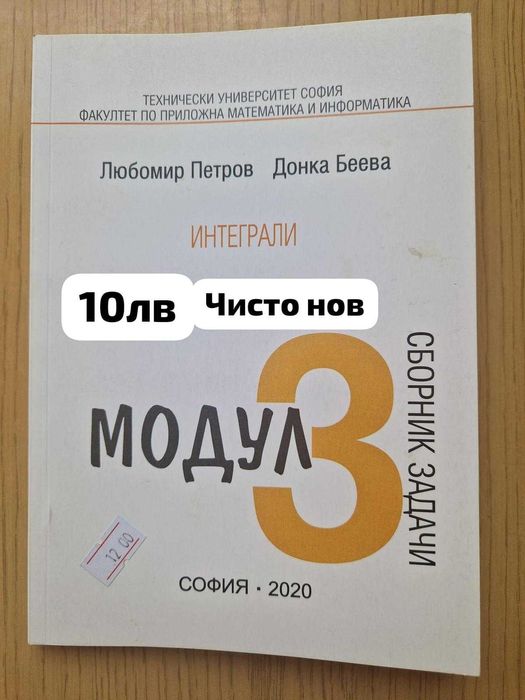 ТЕХНИЧЕСКИ УНИВЕРСИТЕТ СОФИЯ
ФАКУЛТЕТ ПО ПРИЛОЖНА МАТЕМАТИКА И ИНФОРМАТИКА
Любомир Петров Донка Беева
ИНТЕГРАЛИ
10лв Чисто нов
МОДУЛ 3
СБОРНИК ЗАДАЧИ
12 00
СОФИЯ · 2020